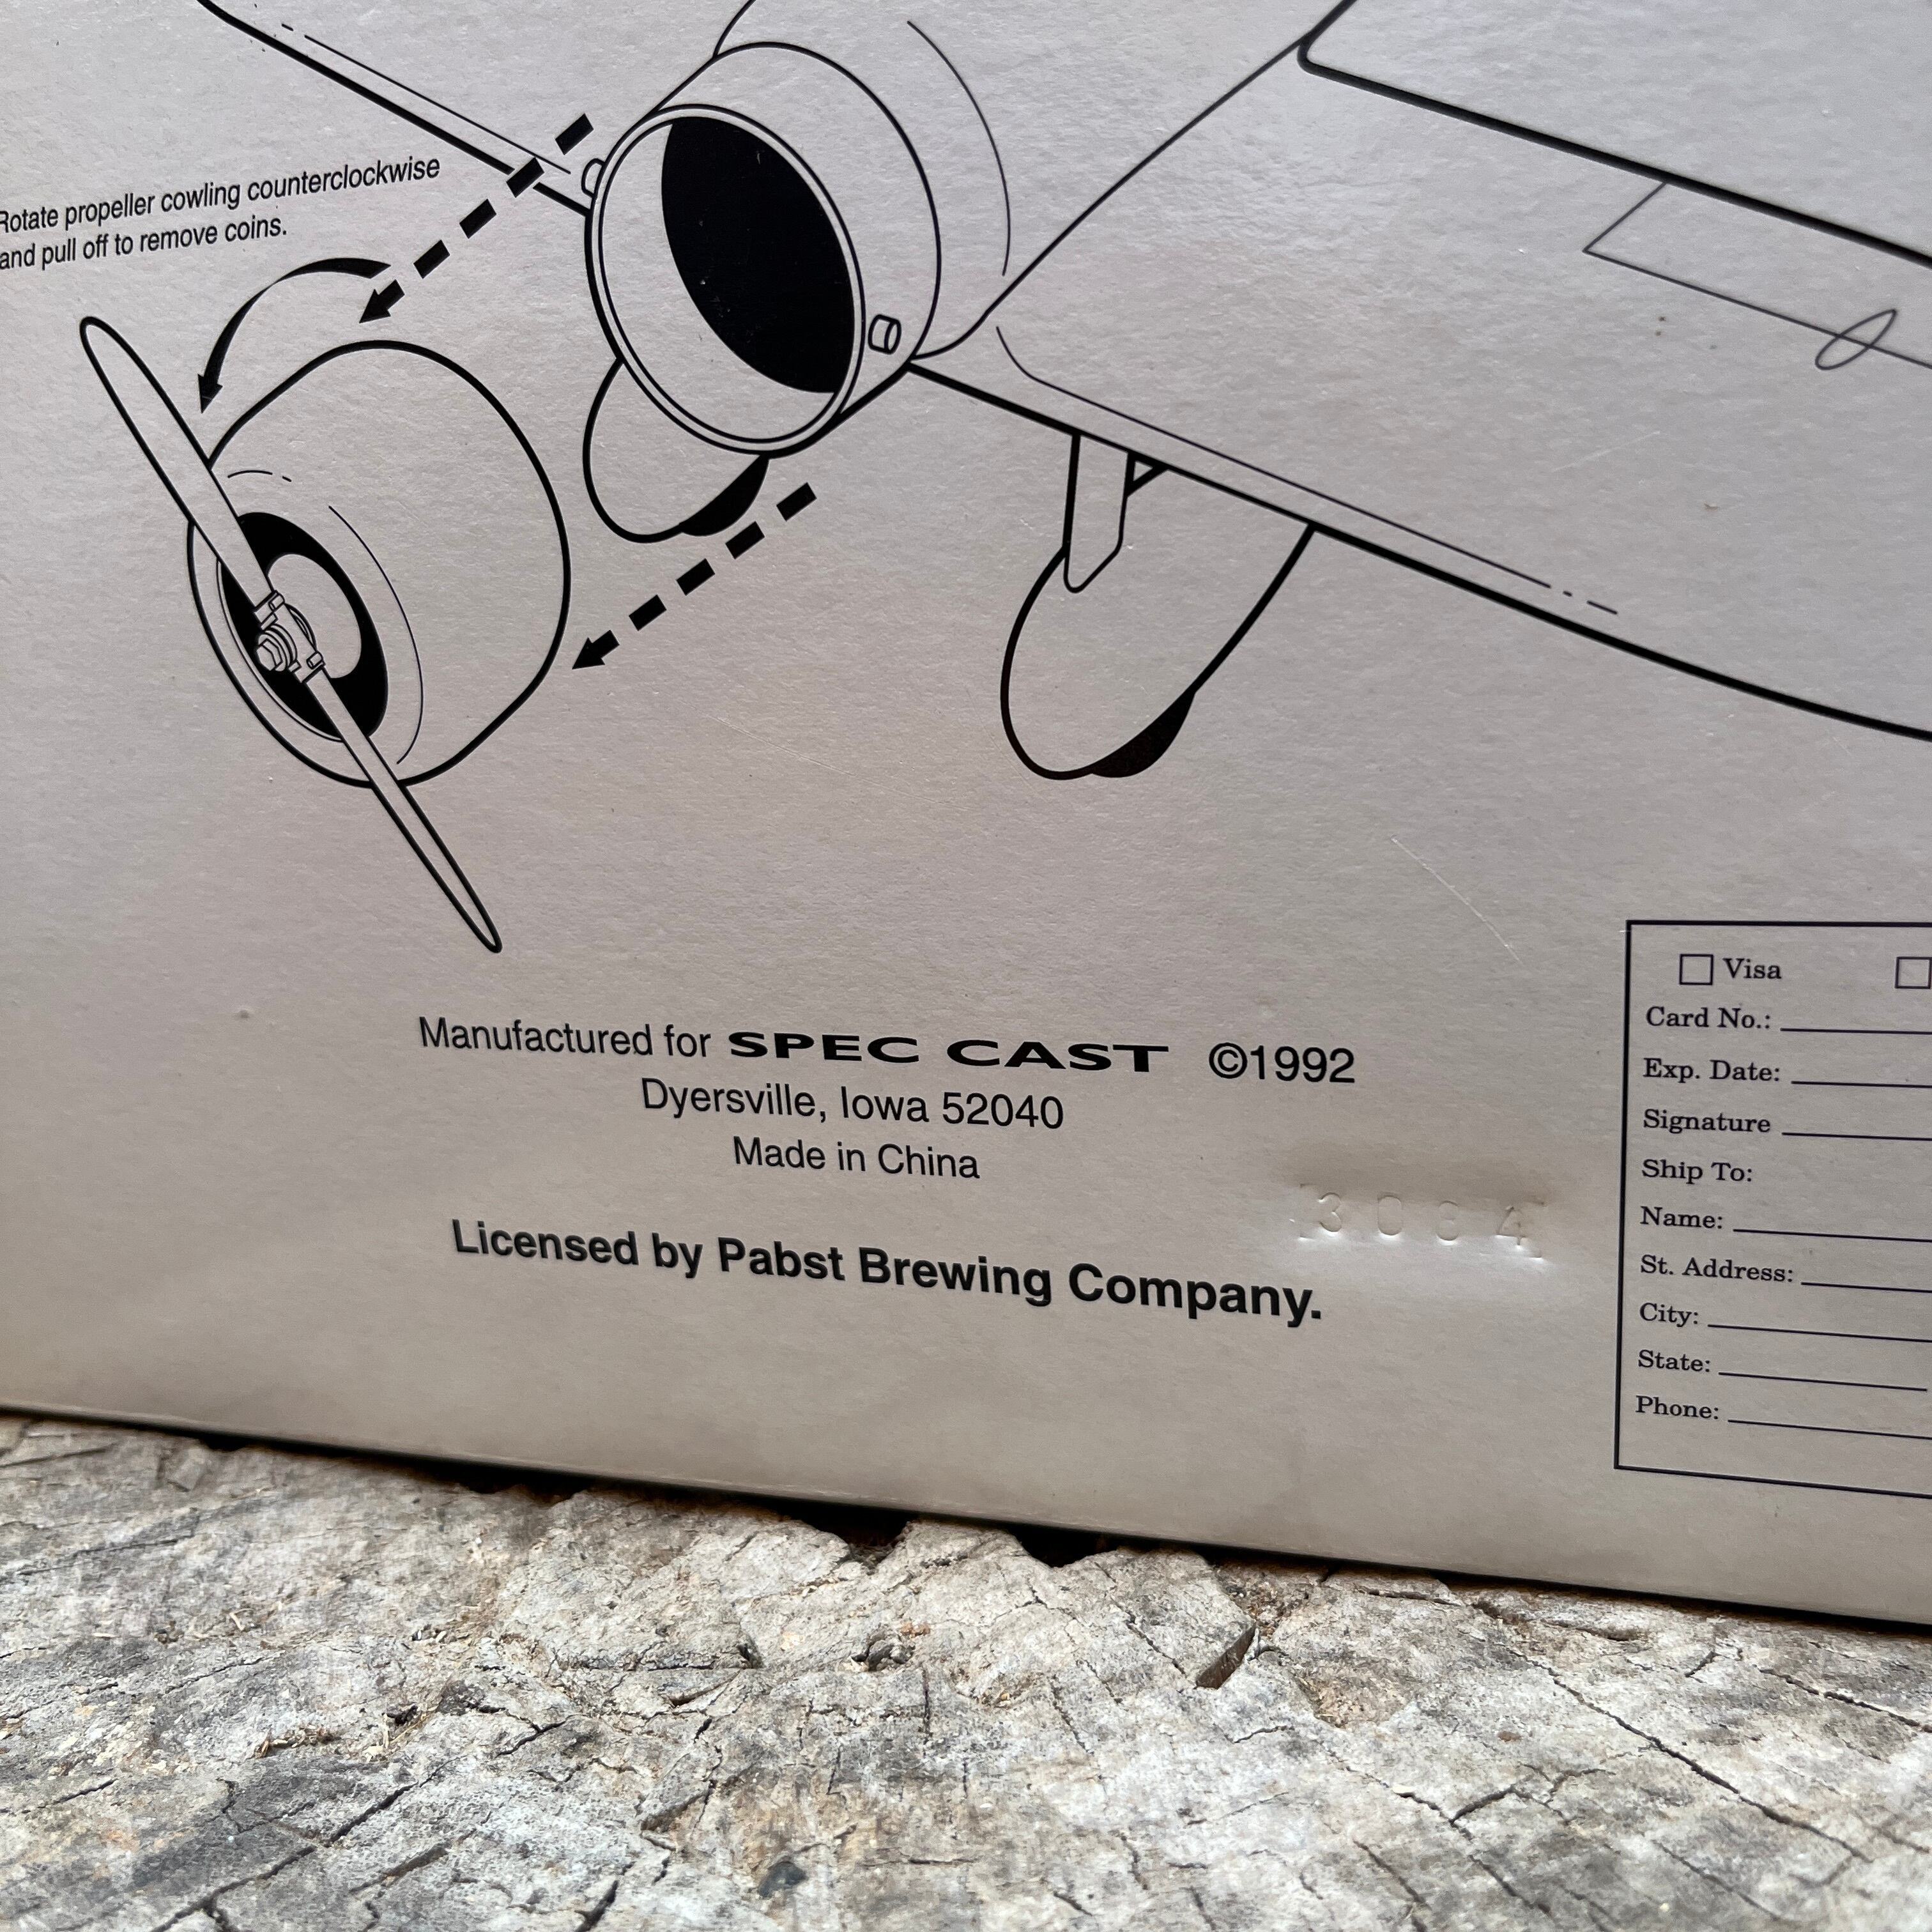 Rotate propeller cowling counterclockwise
and pull off to remove coins.
Manufactured for SPEC CAST ©1992
Dyersville, Iowa 52040
Made in China
Licensed by Pabst Brewing Company.
Visa
Card No.:
Exp. Date:
Signature
Ship To:
Name:
St. Address:
City:
State:
Phone: